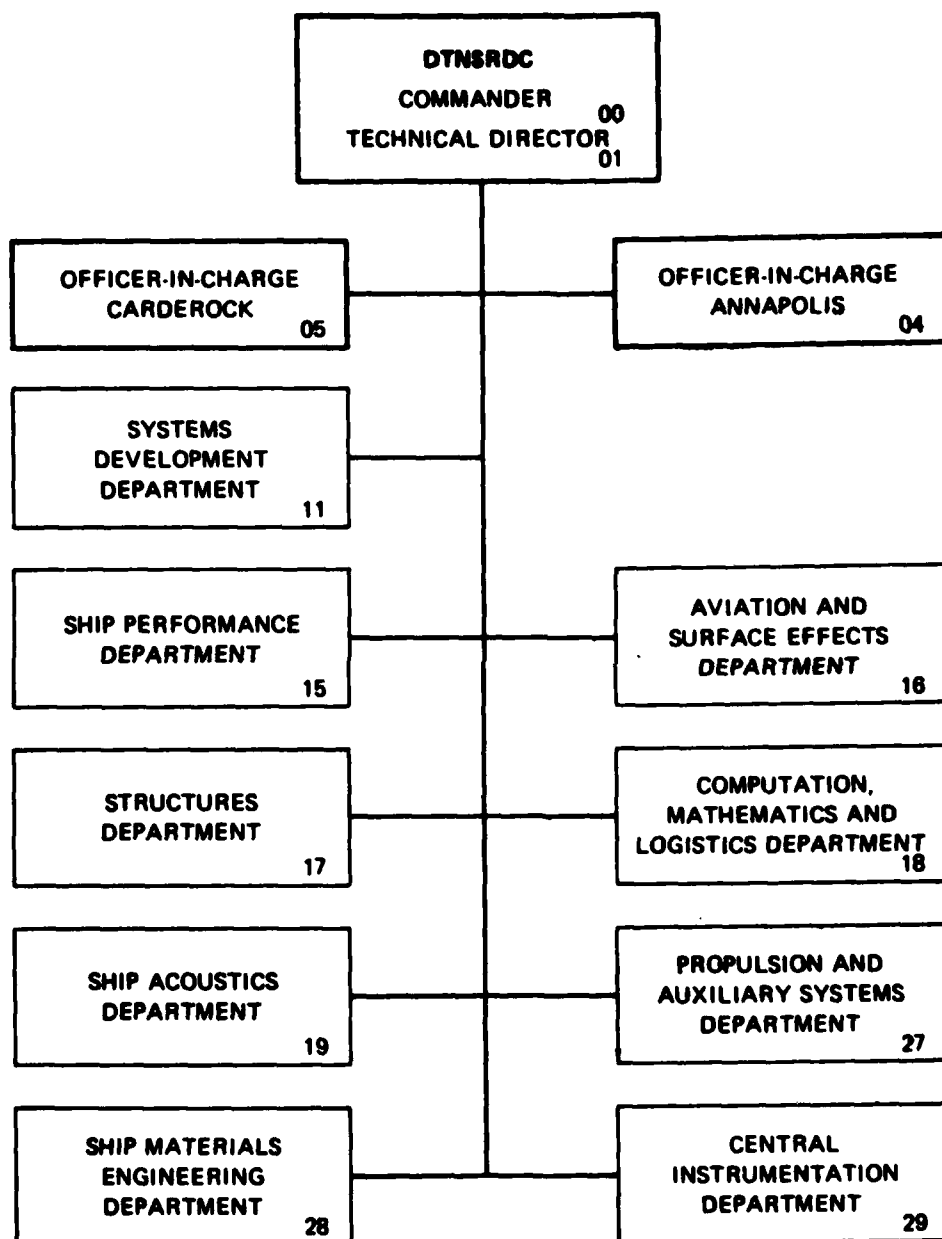 DTNSRDC
COMMANDER
00
TECHNICAL DIRECTOR
01
OFFICER-IN-CHARGE
CARDEROCK
05
OFFICER-IN-CHARGE
ANNAPOLIS
04
SYSTEMS
DEVELOPMENT
DEPARTMENT
11
SHIP PERFORMANCE
DEPARTMENT
15
AVIATION AND
SURFACE EFFECTS
DEPARTMENT
16
STRUCTURES
DEPARTMENT
17
COMPUTATION,
MATHEMATICS AND
LOGISTICS DEPARTMENT
18
SHIP ACOUSTICS
DEPARTMENT
19
PROPULSION AND
AUXILIARY SYSTEMS
DEPARTMENT
27
SHIP MATERIALS
ENGINEERING
DEPARTMENT
28
CENTRAL
INSTRUMENTATION
DEPARTMENT
29